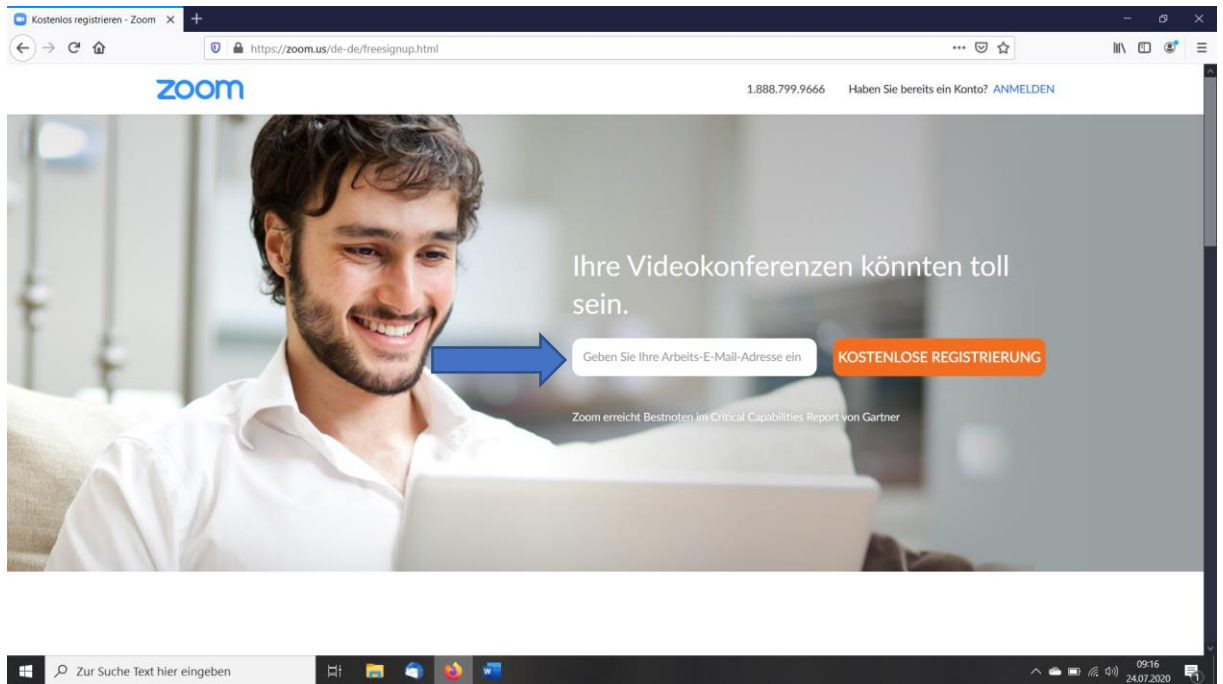 Kostenlos registrieren - Zoom
https://zoom.us/de-de/freesignup.html
zoom
1.888.799.9666 Haben Sie bereits ein Konto? ANMELDEN
Ihre Videokonferenzen könnten toll
sein.
Geben Sie Ihre Arbeits-E-Mail-Adresse ein KOSTENLOSE REGISTRIERUNG
Zoom erreicht Bestnoten im Critical Capabilities Report von Gartner
Zur Suche Text hier eingeben
09:16
24.07.2020